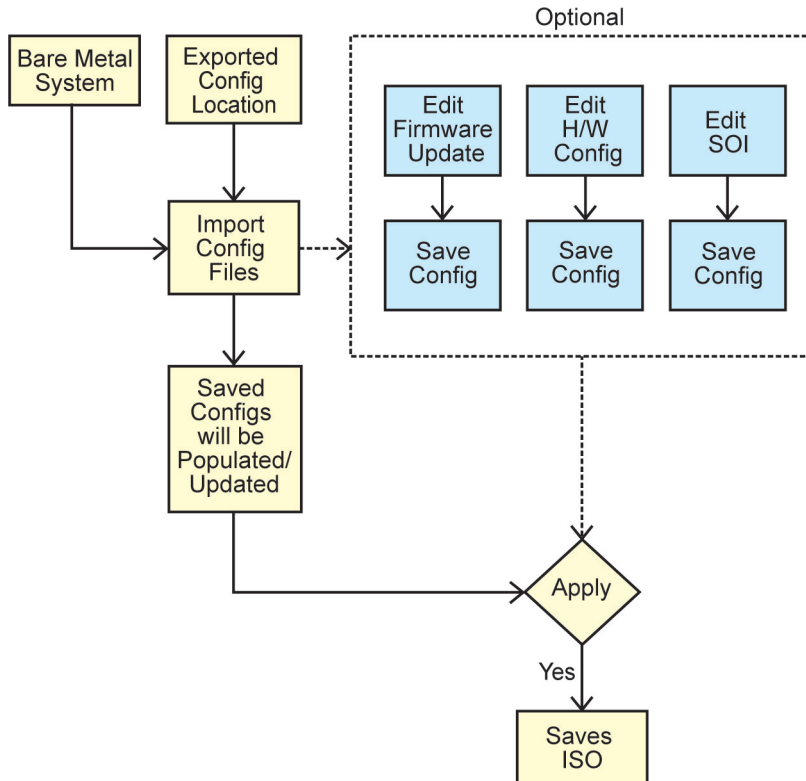 Optional
Bare Metal
System
Exported
Config
Location
Edit
Firmware
Update
Edit
H/W
Config
Edit
SOI
Import
Config
Files
Save
Config
Save
Config
Save
Config
Saved
Configs
will be
Populated/
Updated
Apply
Yes
Saves
ISO